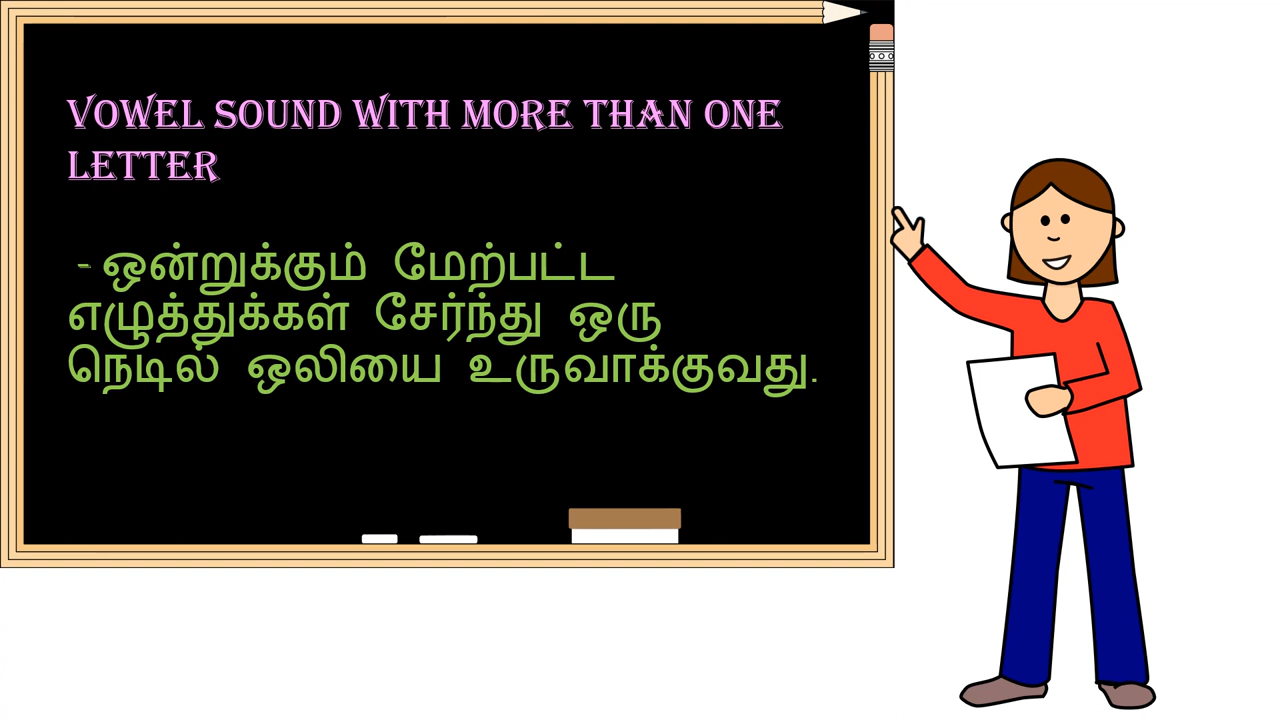 VOWEL SOUND WITH MORE THAN ONE
LETTER
- ஒன்றுக்கும் மேற்பட்ட
எழுத்துக்கள் சேர்ந்து ஒரு
நெடில் ஒலியை உருவாக்குவது.